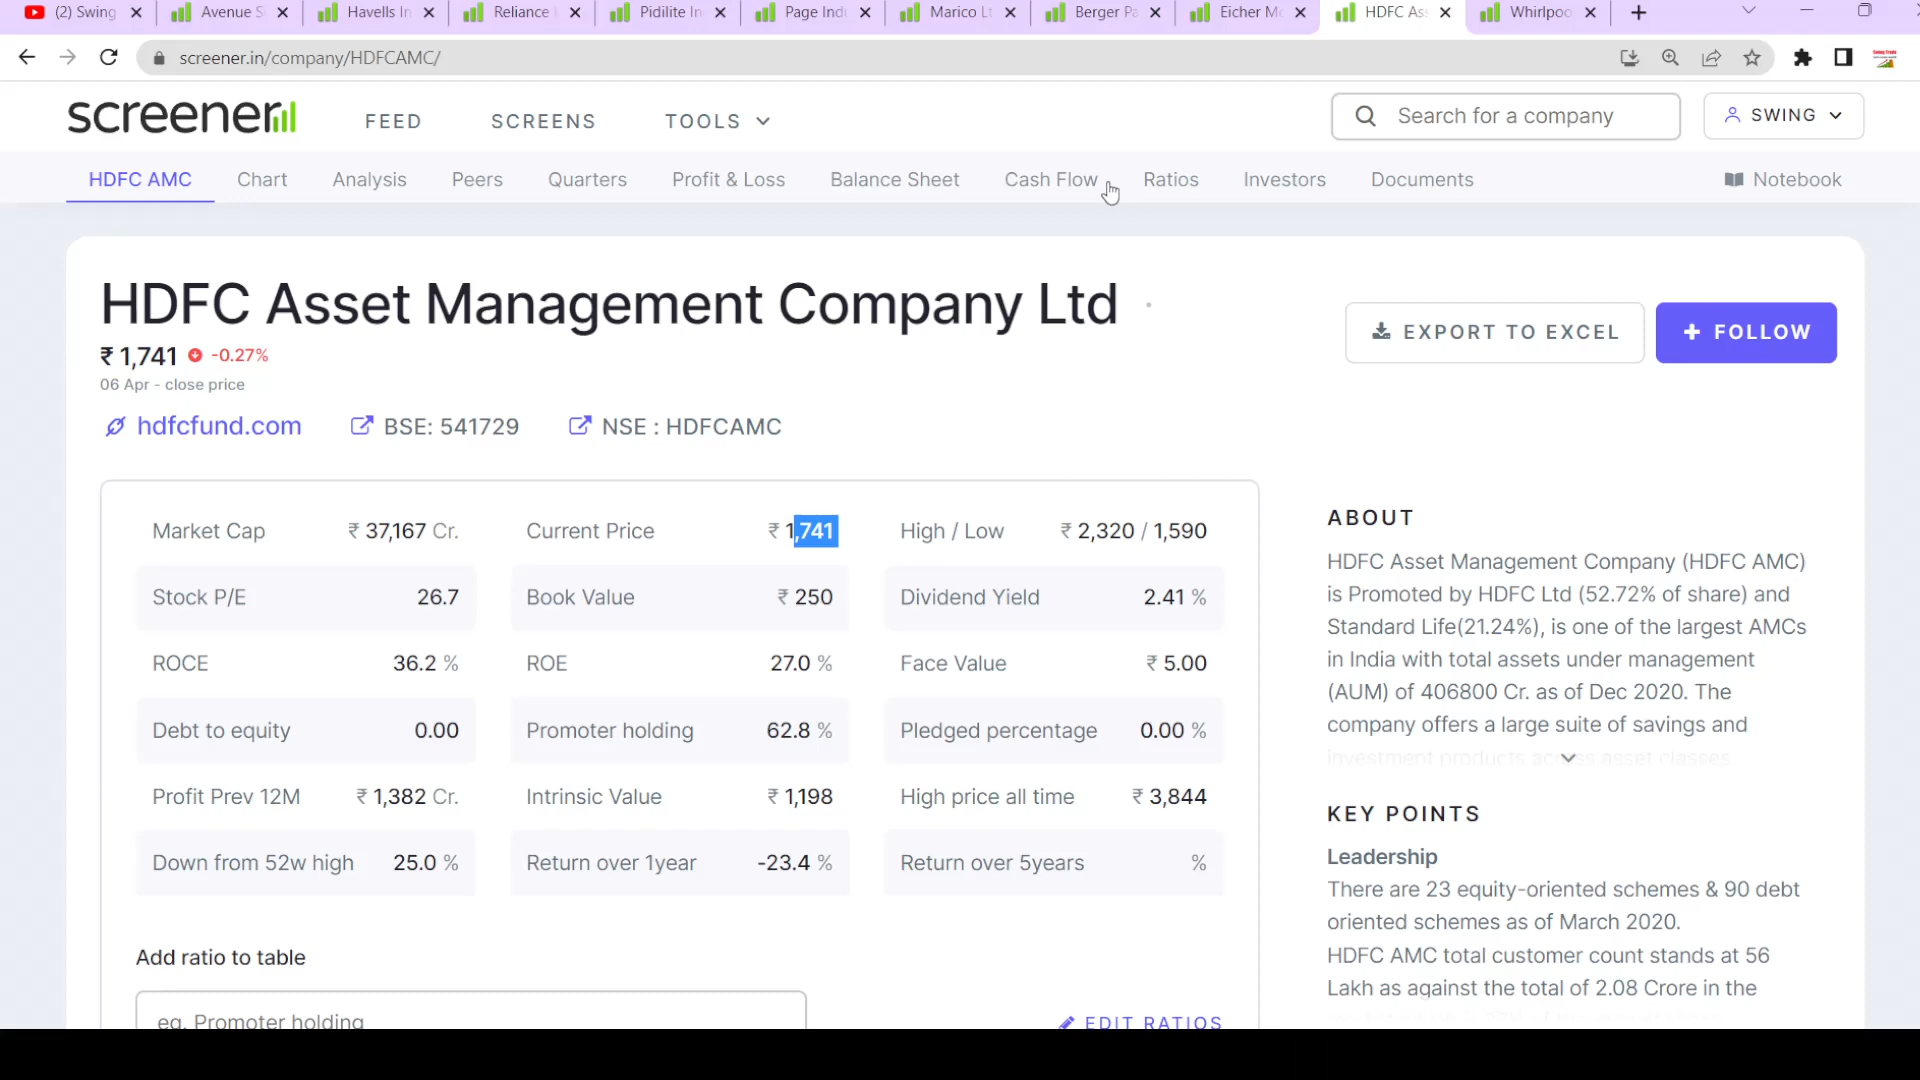 (2) Swing
Avenue S
Havells In
Reliance I
Pidilite In
Page Indu
Marico Lt
Berger Pa
Eicher Mo
HDFC As
Whirlpoo
screener.in/company/HDFCAMC/
screener
FEED
SCREENS
TOOLS
Search for a company
SWING
HDFC AMC
Chart
Analysis
Peers
Quarters
Profit & Loss
Balance Sheet
Cash Flow
Ratios
Investors
Documents
Notebook
HDFC Asset Management Company Ltd
₹ 1,741 -0.27%
06 Apr - close price
hdfcfund.com
BSE: 541729
NSE : HDFCAMC
EXPORT TO EXCEL
FOLLOW
Market Cap ₹ 37,167 Cr.
Current Price ₹ 1,741
High / Low ₹ 2,320 / 1,590
Stock P/E 26.7
Book Value ₹ 250
Dividend Yield 2.41 %
ROCE 36.2 %
ROE 27.0 %
Face Value ₹ 5.00
Debt to equity 0.00
Promoter holding 62.8 %
Pledged percentage 0.00 %
Profit Prev 12M ₹ 1,382 Cr.
Intrinsic Value ₹ 1,198
High price all time ₹ 3,844
Down from 52w high 25.0 %
Return over 1year -23.4 %
Return over 5years %
Add ratio to table
eg. Promoter holding
EDIT RATIOS
ABOUT
HDFC Asset Management Company (HDFC AMC)
is Promoted by HDFC Ltd (52.72% of share) and
Standard Life(21.24%), is one of the largest AMCs
in India with total assets under management
(AUM) of 406800 Cr. as of Dec 2020. The
company offers a large suite of savings and
investment products across asset classes.
KEY POINTS
Leadership
There are 23 equity-oriented schemes & 90 debt
oriented schemes as of March 2020.
HDFC AMC total customer count stands at 56
Lakh as against the total of 2.08 Crore in the